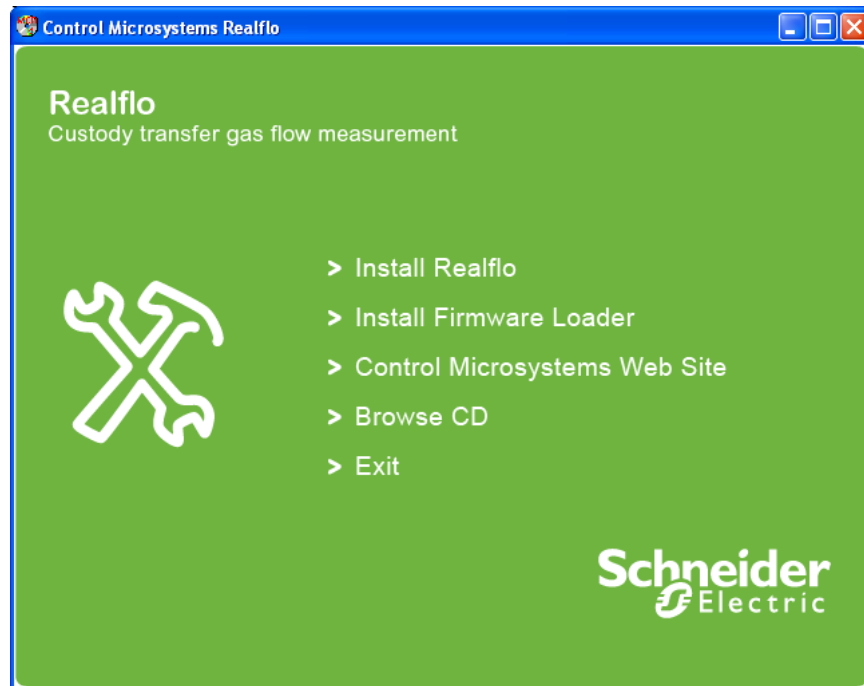 Control Microsystems Realflo
Realflo
Custody transfer gas flow measurement
> Install Realflo
> Install Firmware Loader
> Control Microsystems Web Site
> Browse CD
> Exit
Schneider
Electric